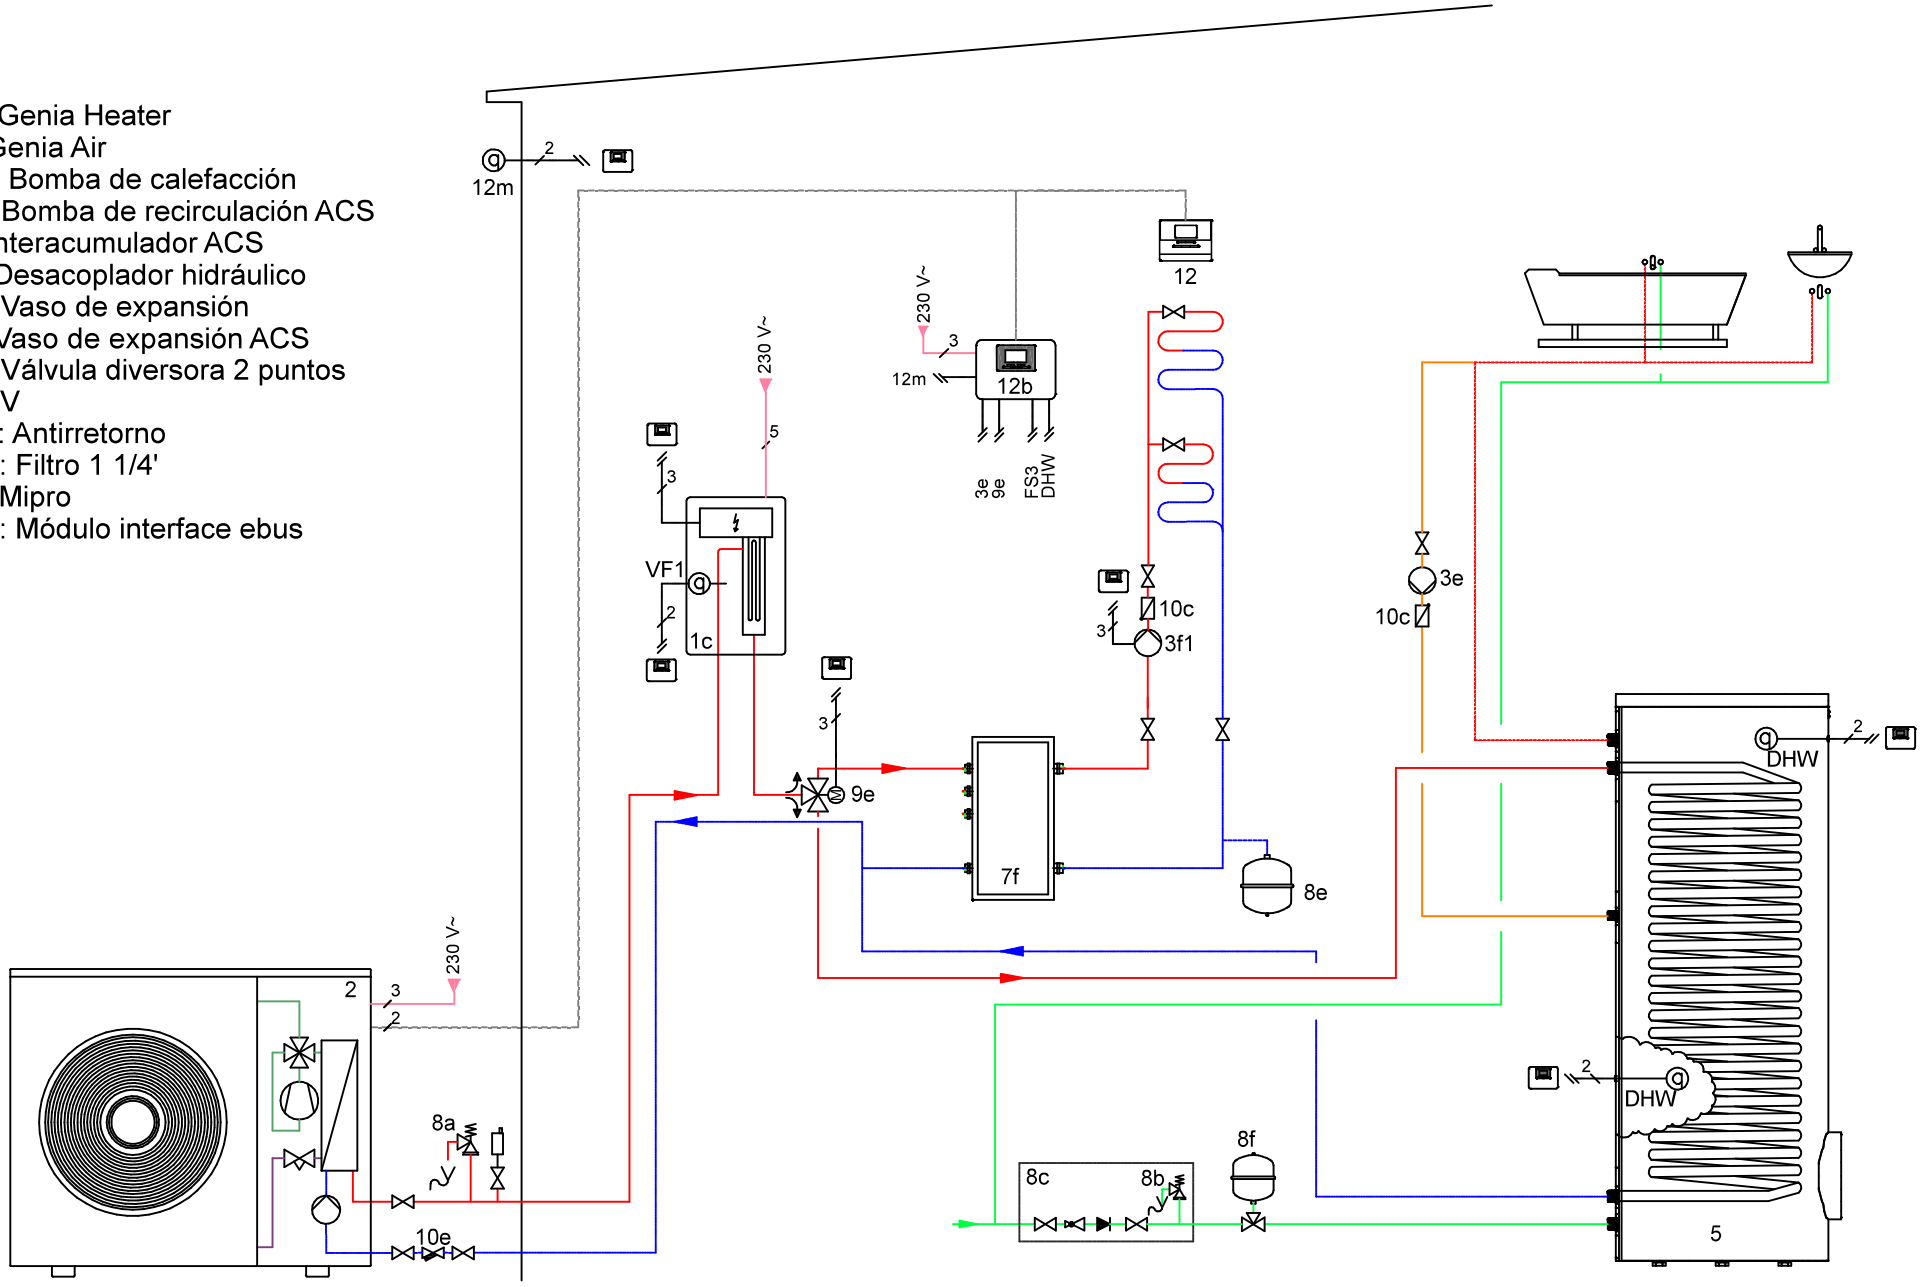 Genia Heater
Genia Air
Bomba de calefacción
Bomba de recirculación ACS
nteracumulador ACS
Desacoplador hidráulico
Vaso de expansión
Vaso de expansión ACS
Válvula diversora 2 puntos
V
: Antirretorno
: Filtro 1 1/4'
Mipro
: Módulo interface ebus
2
12m
12
230 V~
3
12m
12b
3e
9e
FS3
DHW
230 V~
5
3
VF1
2
1c
3
9e
10c
3
3f1
7f
8e
3e
10c
2
DHW
2
DHW
5
230 V~
2
3
2
8a
10e
8c
8b
8f